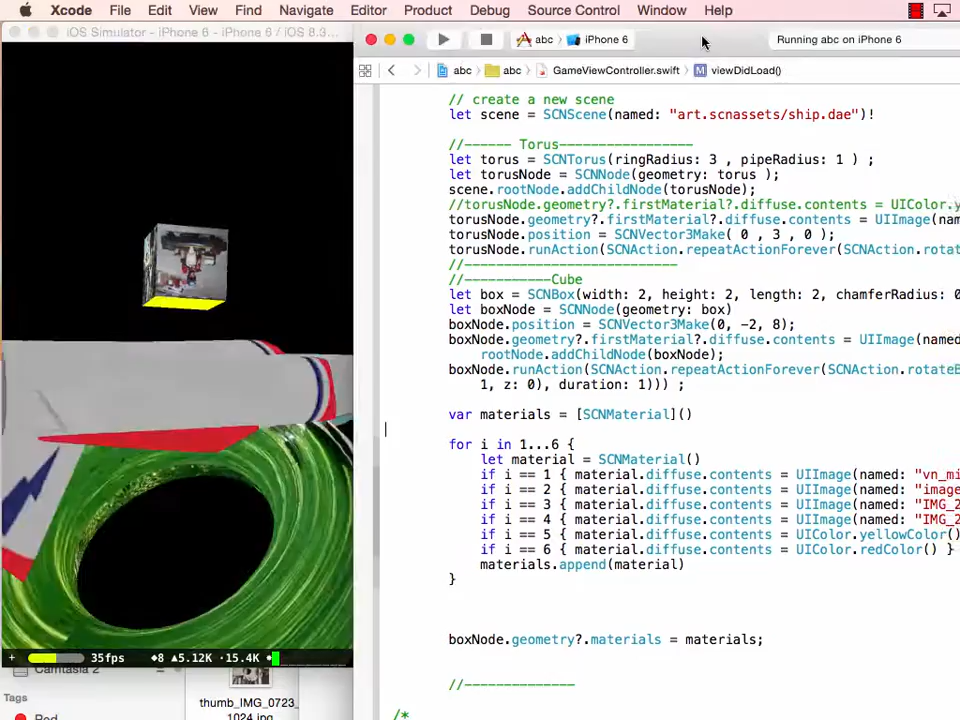 Xcode File Edit View Find Navigate Editor Product Debug Source Control Window Help
iOS Simulator - iPhone 6 - iPhone 6 / iOS 8.3...
abc › iPhone 6
Running abc on iPhone 6
abc › abc › GameViewController.swift › M viewDidLoad()
// create a new scene
let scene = SCNScene(named: "art.scnassets/ship.dae")!
//------ Torus-----------------
let torus = SCNTorus(ringRadius: 3 , pipeRadius: 1 ) ;
let torusNode = SCNNode(geometry: torus );
scene.rootNode.addChildNode(torusNode);
//torusNode.geometry?.firstMaterial?.diffuse.contents = UIColor.y
torusNode.geometry?.firstMaterial?.diffuse.contents = UIImage(nam
torusNode.position = SCNVector3Make( 0 , 3 , 0 );
torusNode.runAction(SCNAction.repeatActionForever(SCNAction.rotat
//-----------------------------
//-----------Cube
let box = SCNBox(width: 2, height: 2, length: 2, chamferRadius: 0
let boxNode = SCNNode(geometry: box)
boxNode.position = SCNVector3Make(0, -2, 8);
boxNode.geometry?.firstMaterial?.diffuse.contents = UIImage(named
rootNode.addChildNode(boxNode);
boxNode.runAction(SCNAction.repeatActionForever(SCNAction.rotateB
1, z: 0), duration: 1))) ;
var materials = [SCNMaterial]()
for i in 1...6 {
let material = SCNMaterial()
if i == 1 { material.diffuse.contents = UIImage(named: "vn_mi
if i == 2 { material.diffuse.contents = UIImage(named: "image
if i == 3 { material.diffuse.contents = UIImage(named: "IMG_2
if i == 4 { material.diffuse.contents = UIImage(named: "IMG_2
if i == 5 { material.diffuse.contents = UIColor.yellowColor()
if i == 6 { material.diffuse.contents = UIColor.redColor() }
materials.append(material)
}
boxNode.geometry?.materials = materials;
//--------------
/*
+ 35fps ◆8 ▲5.12K ·15.4K
Camtasia 2
Tags
Red
thumb_IMG_0723_
1024.jpg